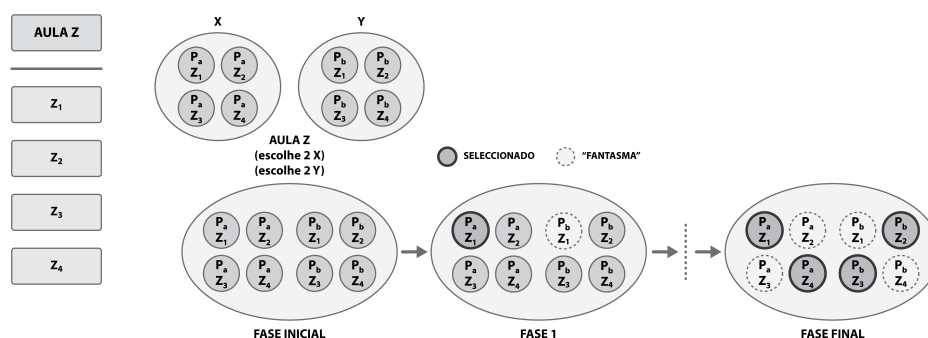 AULA Z
Z1
Z2
Z3
Z4
X
Y
Pa Pa
Z1 Z2
Pa Pa
Z3 Z4
Pb Pb
Z1 Z2
Pb Pb
Z3 Z4
AULA Z
(escolhe 2 X)
(escolhe 2 Y)
SELECCIONADO
"FANTASMA"
Pa Pa Pb Pb
Z1 Z2 Z1 Z2
Pa Pa Pb Pb
Z3 Z4 Z3 Z4
FASE INICIAL
Pa Pa Pb Pb
Z1 Z2 Z1 Z2
Pa Pa Pb Pb
Z3 Z4 Z3 Z4
FASE 1
Pa Pa Pb Pb
Z1 Z2 Z1 Z2
Pa Pa Pb Pb
Z3 Z4 Z3 Z4
FASE FINAL